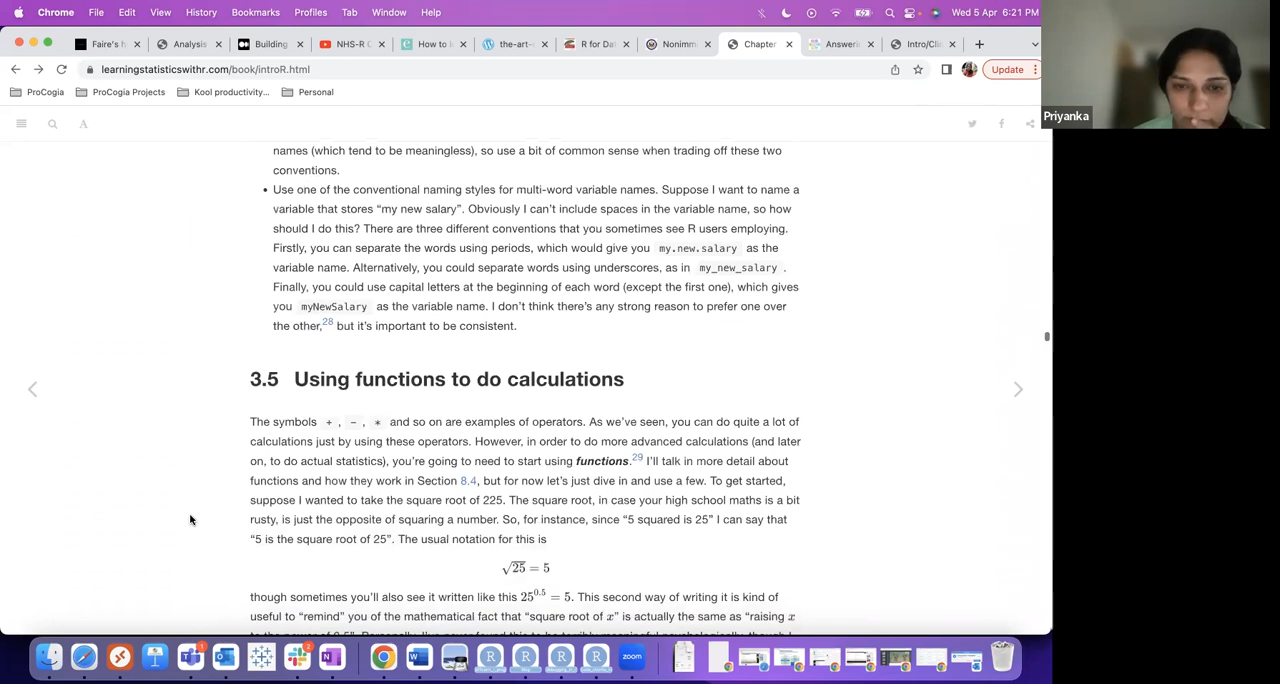 Chrome File Edit View History Bookmarks Profiles Tab Window Help
Wed 5 Apr 6:21 PM
Faire's h Analysis Building NHS-R C How to I the-art- R for Da Nonimmi Chapter Answeri Intro/Cli
learningstatisticswithr.com/book/introR.html
Update
ProCogia ProCogia Projects Kool productivity... Personal
Priyanka
A
names (which tend to be meaningless), so use a bit of common sense when trading off these two
conventions.
• Use one of the conventional naming styles for multi-word variable names. Suppose I want to name a
variable that stores “my new salary”. Obviously I can’t include spaces in the variable name, so how
should I do this? There are three different conventions that you sometimes see R users employing.
Firstly, you can separate the words using periods, which would give you my.new.salary as the
variable name. Alternatively, you could separate words using underscores, as in my_new_salary .
Finally, you could use capital letters at the beginning of each word (except the first one), which gives
you myNewSalary as the variable name. I don’t think there’s any strong reason to prefer one over
the other,28 but it’s important to be consistent.
3.5 Using functions to do calculations
The symbols + , - , * and so on are examples of operators. As we’ve seen, you can do quite a lot of
calculations just by using these operators. However, in order to do more advanced calculations (and later
on, to do actual statistics), you’re going to need to start using functions.29 I’ll talk in more detail about
functions and how they work in Section 8.4, but for now let’s just dive in and use a few. To get started,
suppose I wanted to take the square root of 225. The square root, in case your high school maths is a bit
rusty, is just the opposite of squaring a number. So, for instance, since “5 squared is 25” I can say that
“5 is the square root of 25”. The usual notation for this is
√25 = 5
though sometimes you’ll also see it written like this 25^0.5 = 5. This second way of writing it is kind of
useful to “remind” you of the mathematical fact that “square root of x” is actually the same as “raising x
zoom